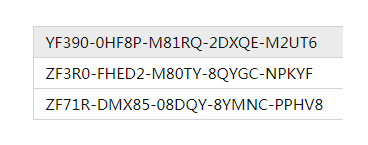 YF390-0HF8P-M81RQ-2DXQE-M2UT6
ZF3R0-FHED2-M80TY-8QYGC-NPKYF
ZF71R-DMX85-08DQY-8YMNC-PPHV8